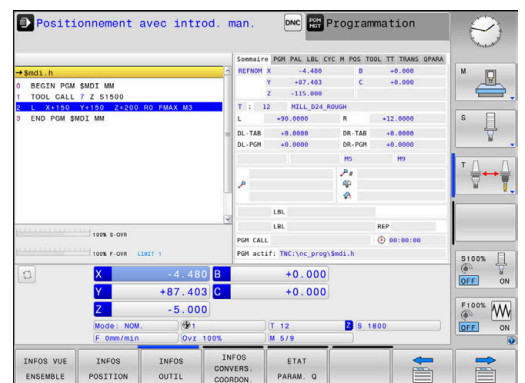 Positionnement avec introd. man.
DNC PGM MGT Programmation
→$mdi.h
0 BEGIN PGM $MDI MM
1 TOOL CALL 7 Z S1500
2 L X+150 Y+150 Z+200 R0 FMAX M3
3 END PGM $MDI MM
100% S-OVR
100% F-OVR LIMIT 1
Sommaire PGM PAL LBL CYC M POS TOOL TT TRANS QPARA
REFNOM X -4.480 B +0.000
Y +87.403 C +0.000
Z -115.000
T : 12 MILL_D24_ROUGH
L +90.0000 R +12.0000
DL-TAB +0.0000 DR-TAB +0.0000
DL-PGM +0.0000 DR-PGM +0.0000
M5 M9
LBL
LBL REP
PGM CALL 00:00:00
PGM actif: TNC:\nc_prog\$mdi.h
X -4.480 B +0.000
Y +87.403 C +0.000
Z -5.000
Mode: NOM. 1 T 12 Z S 1800
F 0mm/min Ovr 100% M 5/9
M
S
T
S100%
OFF ON
F100%
OFF ON
INFOS VUE ENSEMBLE
INFOS POSITION
INFOS OUTIL
INFOS CONVERS. COORDON.
ETAT PARAM. Q